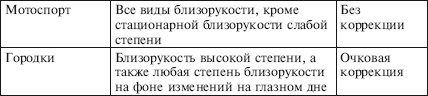 Мотоспорт
Все виды близорукости, кроме
стационарной близорукости слабой
степени
Без
коррекции
Городки
Близорукость высокой степени, а
также любая степень близорукости
на фоне изменений на глазном дне
Очковая
коррекция